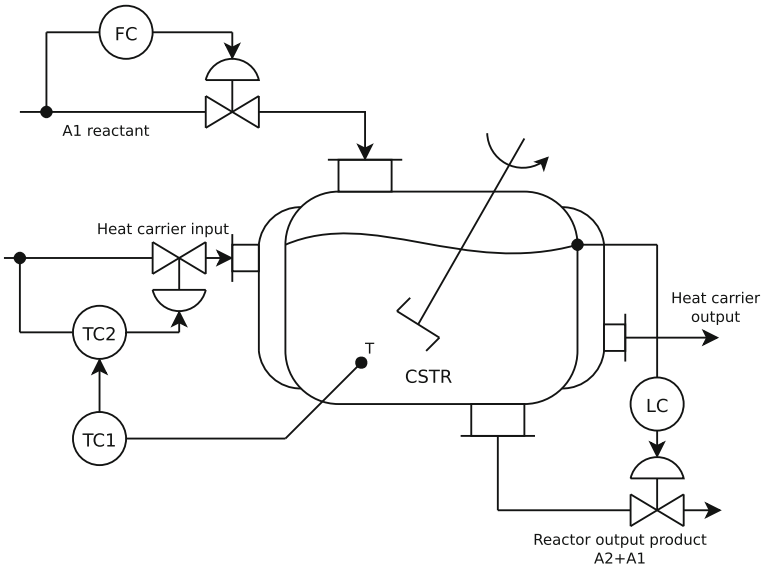 FC
A1 reactant
Heat carrier input
Heat carrier
output
TC2
T
CSTR
LC
TC1
Reactor output product
A2+A1